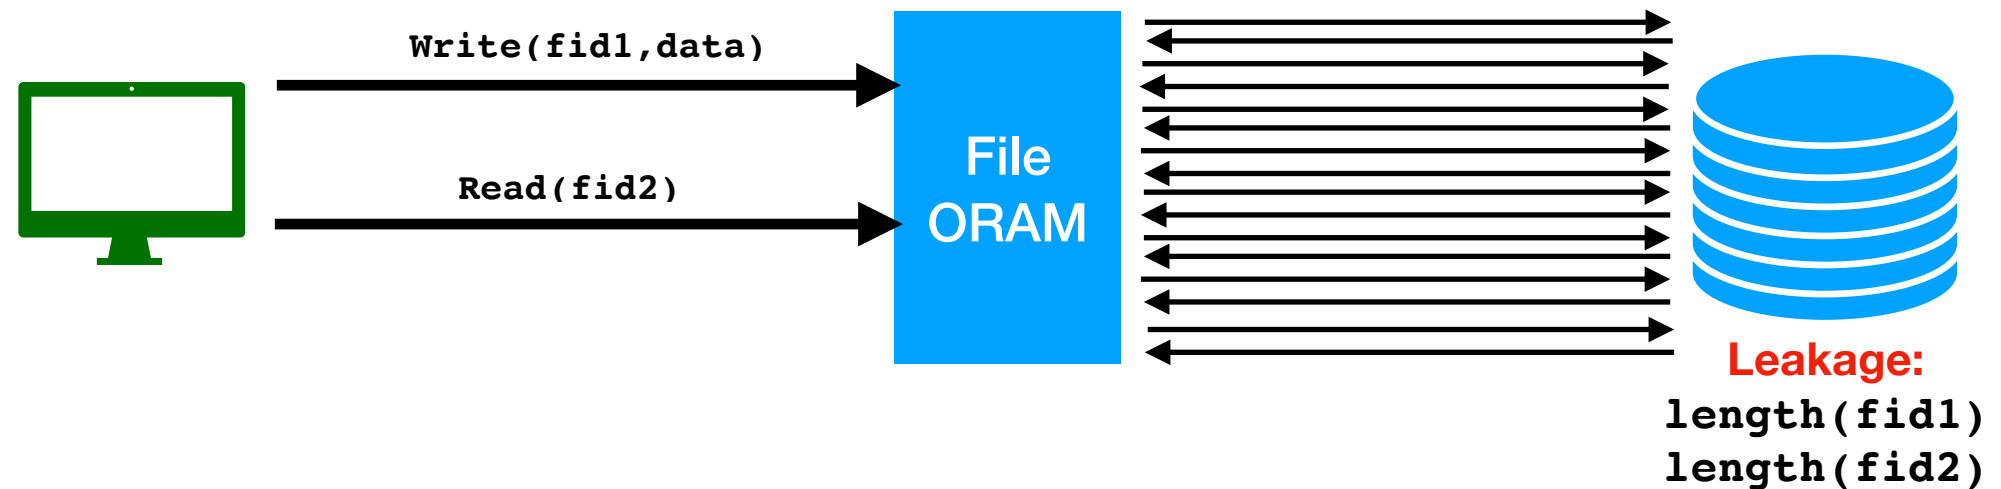 Write(fid1,data)
Read(fid2)
File
ORAM
Leakage:
length(fid1)
length(fid2)